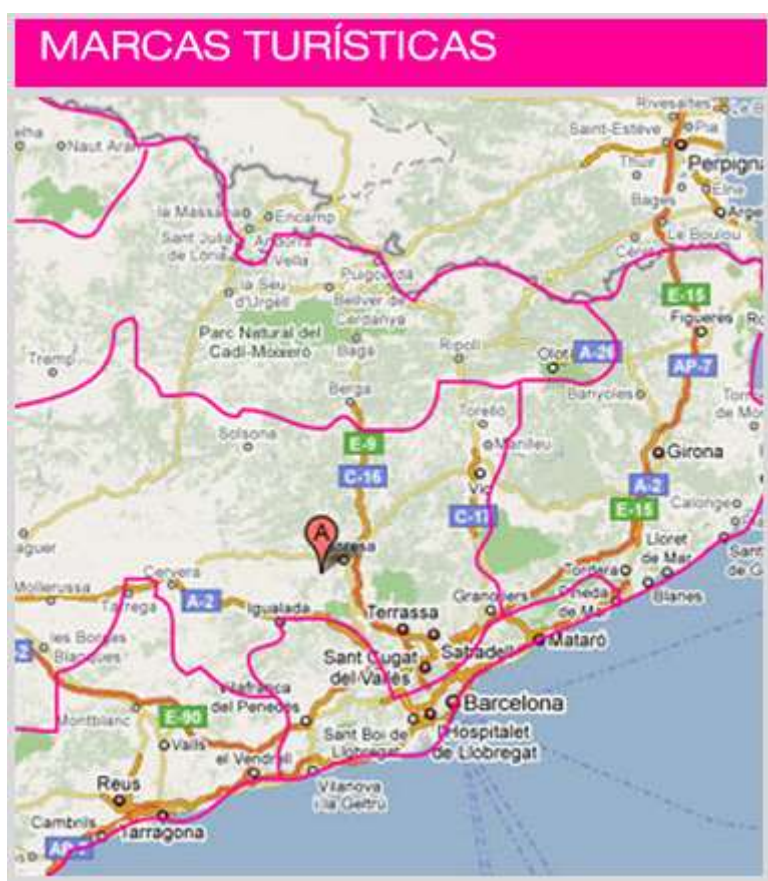 MARCAS TURÍSTICAS
Rivesaltes
Saint-Estève
Pia
Naut Aran
Thuir
Perpigna
Bages
Elne
Arge
la Massana
Encamp
Le Boulou
Sant Julià
de Lòria
Andorra
la Vella
Céret
Puigcerdà
la Seu
d'Urgell
Bellver de
Cerdanya
E-15
Figueres
Parc Natural del
Cadí-Moixeró
Bagà
Ripoll
Olot
A-26
Tremp
AP-7
Berga
Banyoles
Torelló
Solsona
Manlleu
E-9
Girona
C-16
Vic
A-2
E-15
Calonge
C-17
A
resa
Lloret
de Mar
Cervera
Tordera
Mollerussa
Tàrrega
A-2
Igualada
Granollers
Pineda
de Mar
Blanes
Terrassa
les Borges
Blanques
Sant Cugat
del Vallès
Sabadell
Mataró
Vilafranca
del Penedès
Barcelona
Montblanc
E-90
Sant Boi de
Llobregat
Hospitalet
de Llobregat
Valls
el Vendrell
Reus
Vilanova
i la Geltrú
Cambrils
Tarragona